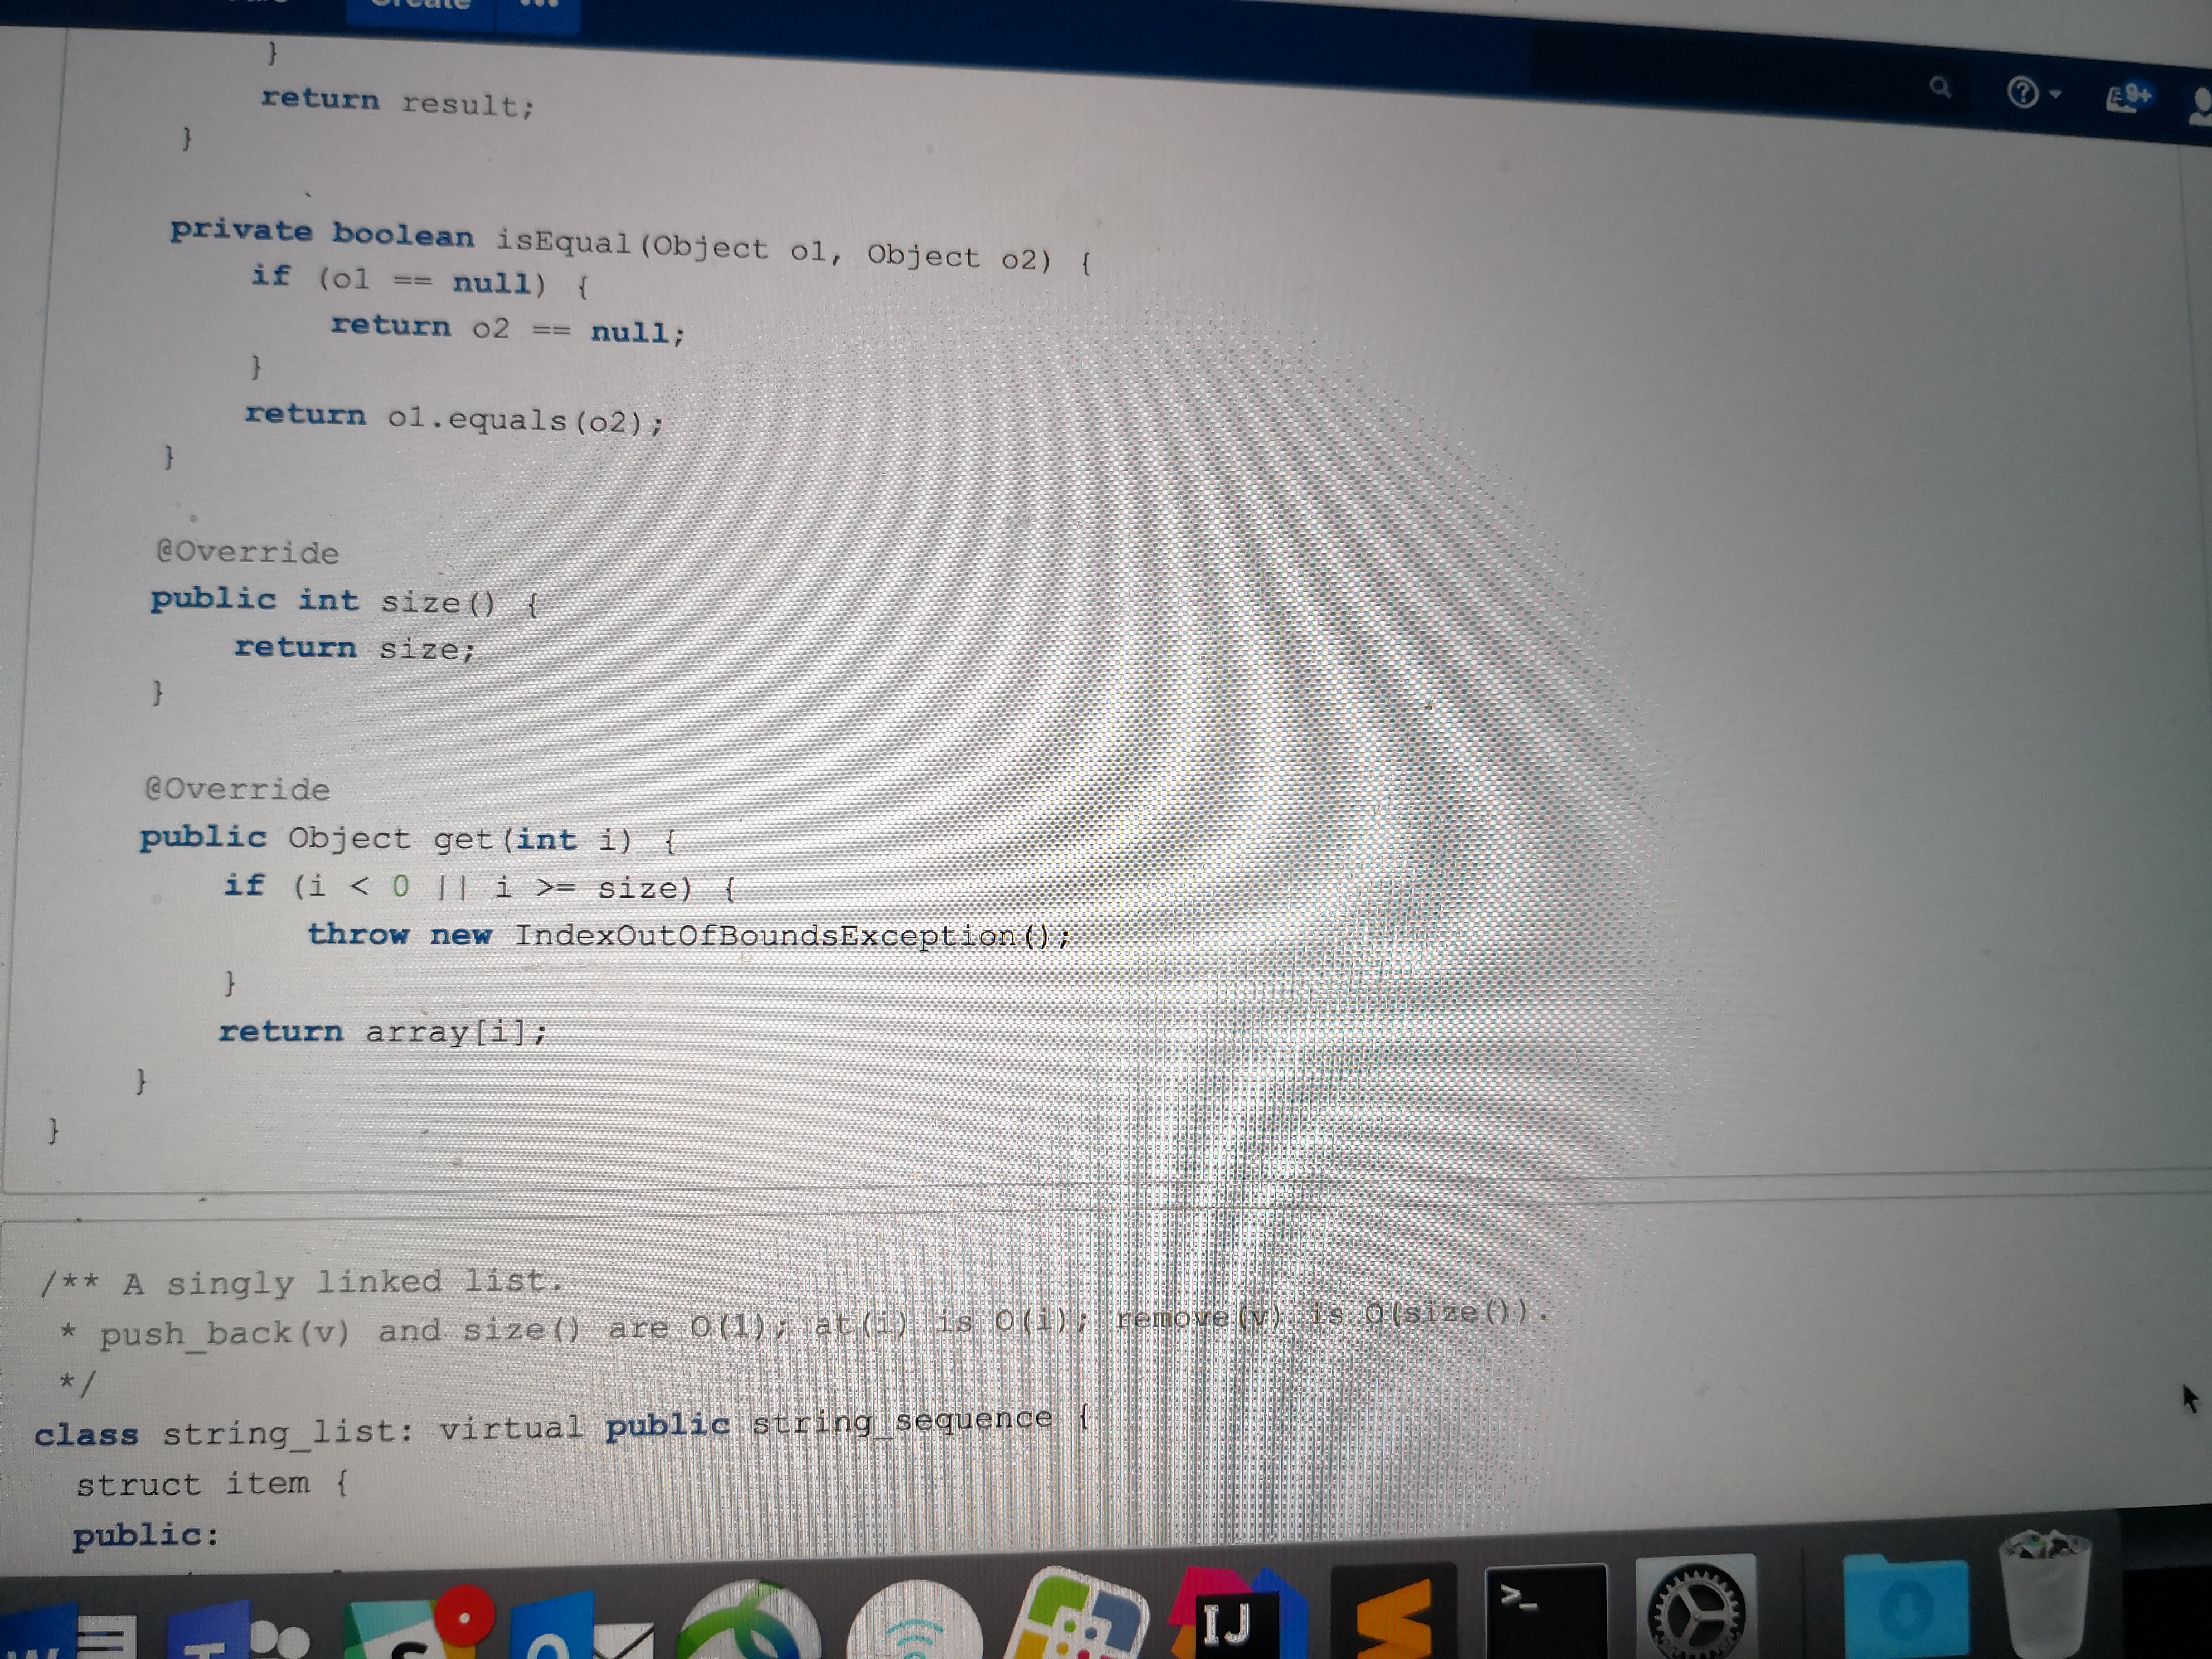 Create
9+
}
return result;
}
private boolean isEqual(Object o1, Object o2) {
if (o1 == null) {
return o2 == null;
}
return o1.equals(o2);
}
@Override
public int size() {
return size;
}
@Override
public Object get(int i) {
if (i < 0 || i >= size) {
throw new IndexOutOfBoundsException();
}
return array[i];
}
}
/** A singly linked list.
* push_back(v) and size() are O(1); at(i) is O(i); remove(v) is O(size()).
*/
class string_list: virtual public string_sequence {
struct item {
public:
IJ
>_